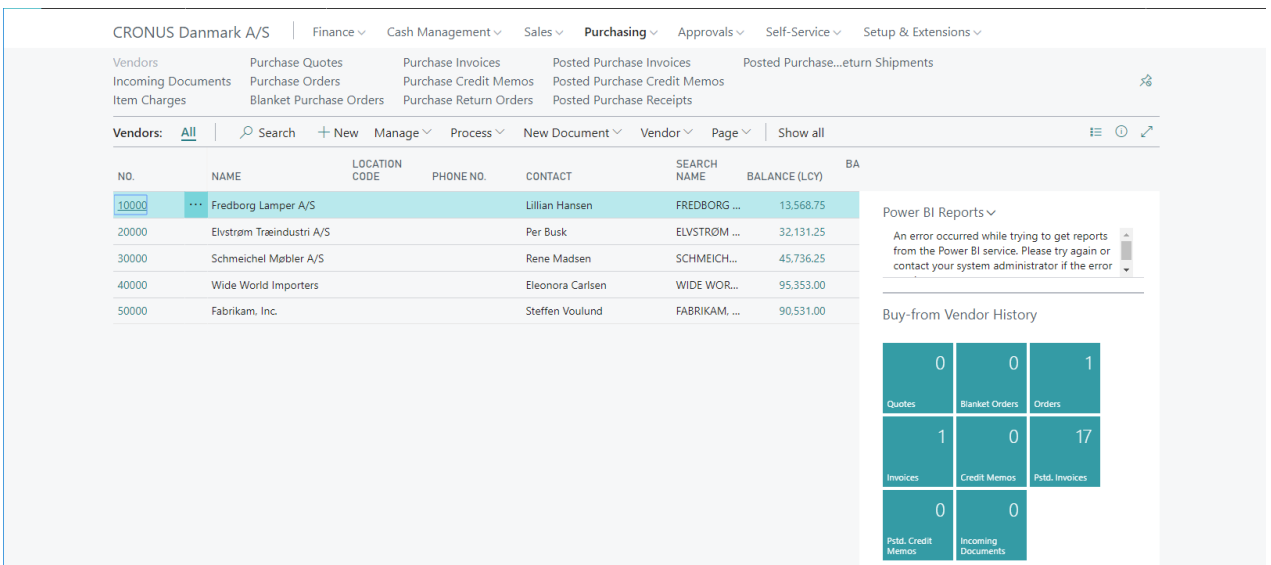 CRONUS Danmark A/S Finance Cash Management Sales Purchasing Approvals Self-Service Setup & Extensions
Vendors Purchase Quotes Purchase Invoices Posted Purchase Invoices Posted Purchase...eturn Shipments
Incoming Documents Purchase Orders Purchase Credit Memos Posted Purchase Credit Memos
Item Charges Blanket Purchase Orders Purchase Return Orders Posted Purchase Receipts
Vendors: All Search + New Manage Process New Document Vendor Page Show all
NO. NAME LOCATION CODE PHONE NO. CONTACT SEARCH NAME BALANCE (LCY) BA
10000 ... Fredborg Lamper A/S Lillian Hansen FREDBORG ... 13,568.75
20000 Elvstrøm Træindustri A/S Per Busk ELVSTRØM ... 32,131.25
30000 Schmeichel Møbler A/S Rene Madsen SCHMEICH... 45,736.25
40000 Wide World Importers Eleonora Carlsen WIDE WOR... 95,353.00
50000 Fabrikam, Inc. Steffen Voulund FABRIKAM, ... 90,531.00
Power BI Reports
An error occurred while trying to get reports
from the Power BI service. Please try again or
contact your system administrator if the error
Buy-from Vendor History
0 0 1
Quotes Blanket Orders Orders
1 0 17
Invoices Credit Memos Pstd. Invoices
0 0
Pstd. Credit Memos Incoming Documents